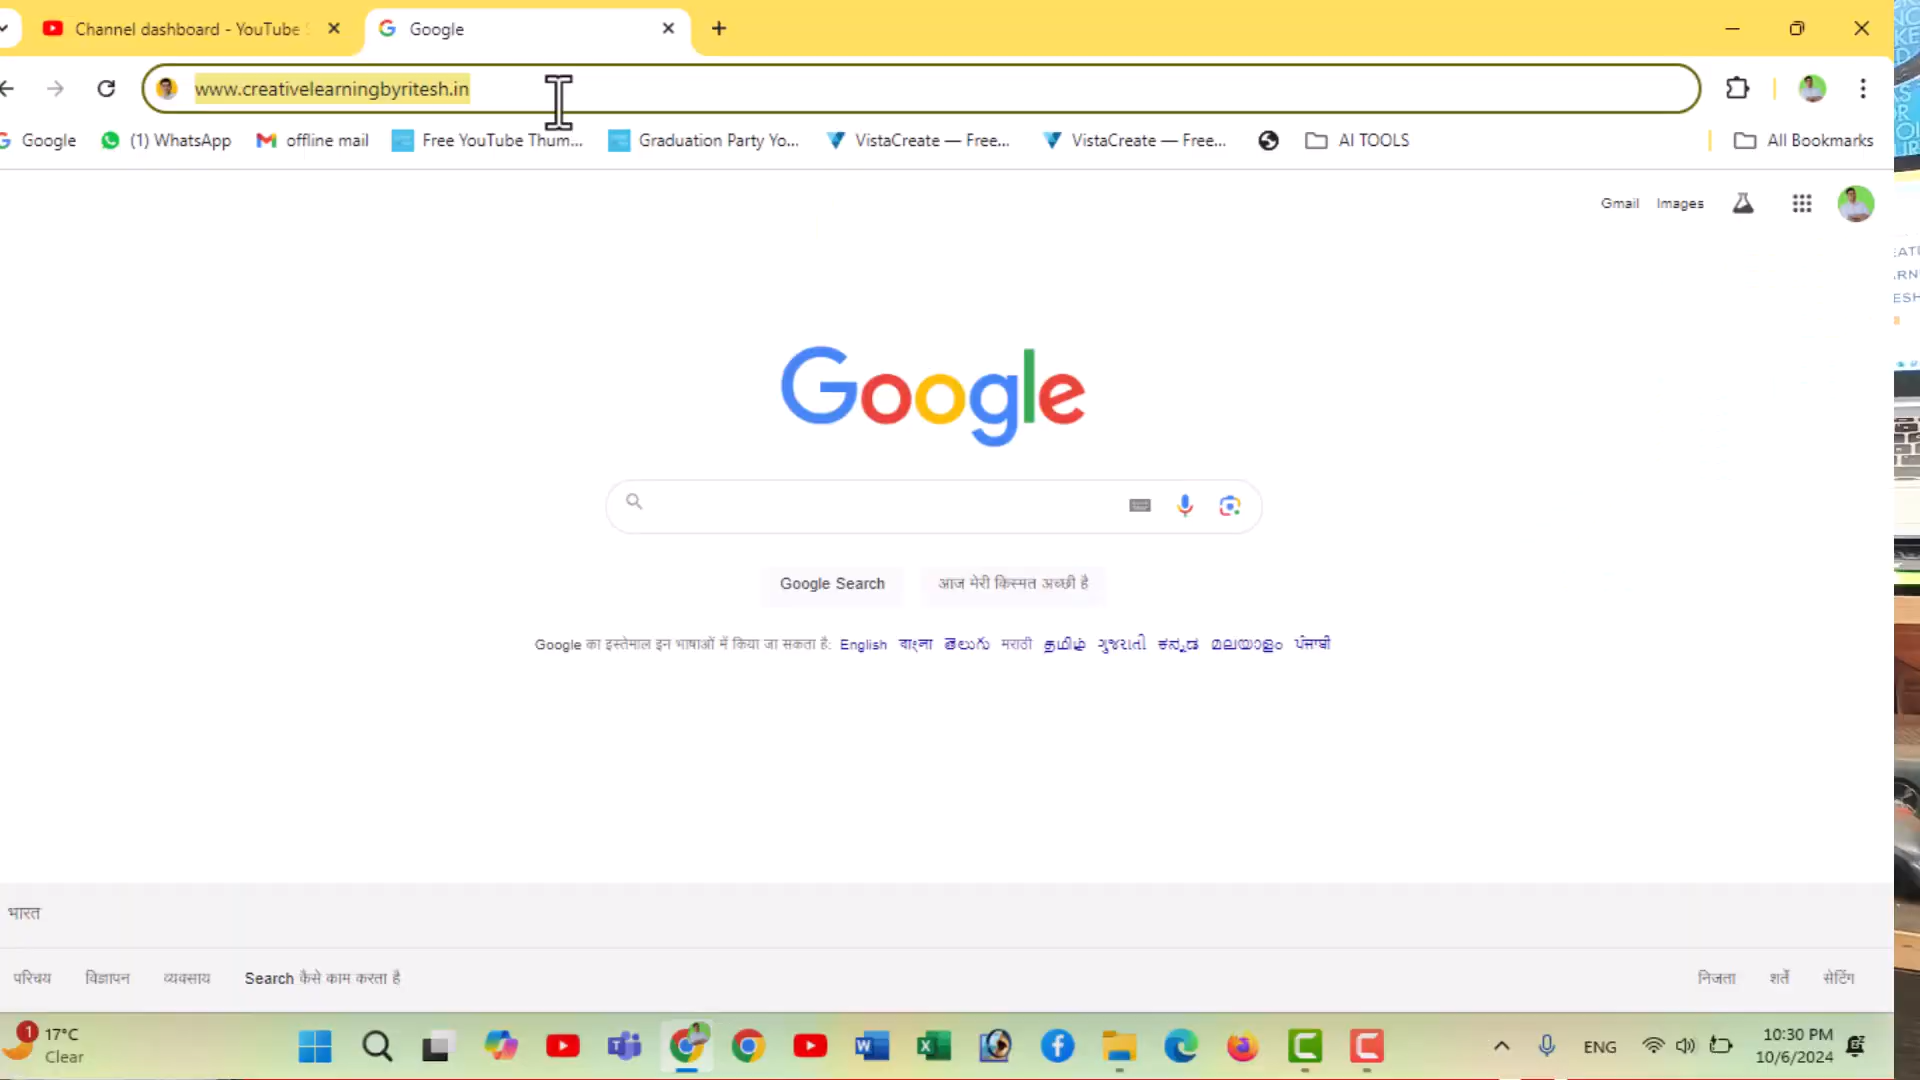 Channel dashboard - YouTube
Google
www.creativelearningbyritesh.in
Google
(1) WhatsApp
offline mail
Free YouTube Thum...
Graduation Party Yo...
VistaCreate — Free...
VistaCreate — Free...
AI TOOLS
All Bookmarks
Gmail
Images
Google
Google Search
आज मेरी किस्मत अच्छी है
Google का इस्तेमाल इन भाषाओं में किया जा सकता है: English বাংলা తెలుగు मराठी தமிழ் ગુજરાતી ಕನ್ನಡ മലയാളം ਪੰਜਾਬੀ
भारत
परिचय विज्ञापन व्यवसाय Search कैसे काम करता है
निजता शर्तें सेटिंग
1
17°C
Clear
ENG
10:30 PM
10/6/2024